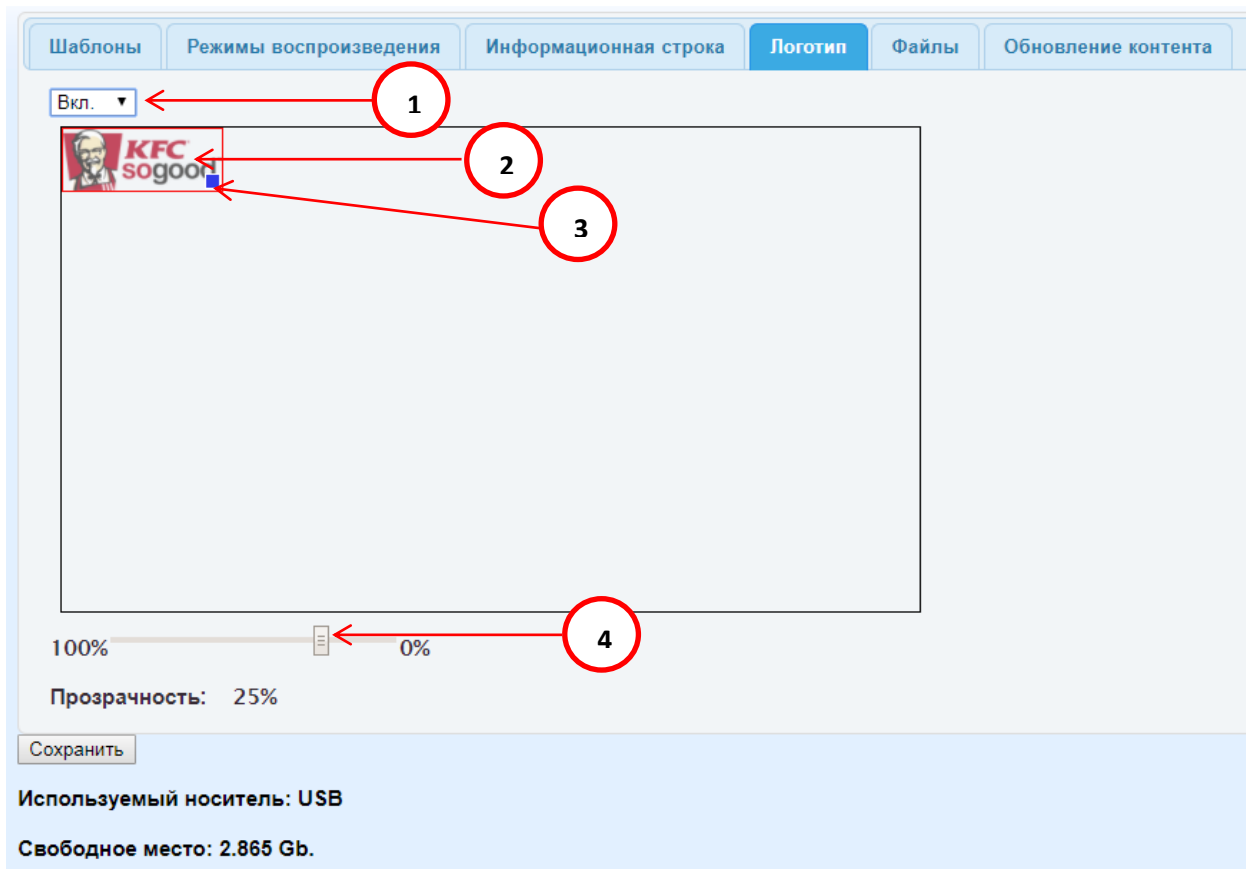 Шаблоны Режимы воспроизведения Информационная строка Логотип Файлы Обновление контента
Вкл. 1
KFC
sogood
2
3
4
100% 0%
Прозрачность: 25%
Сохранить
Используемый носитель: USB
Свободное место: 2.865 Gb.